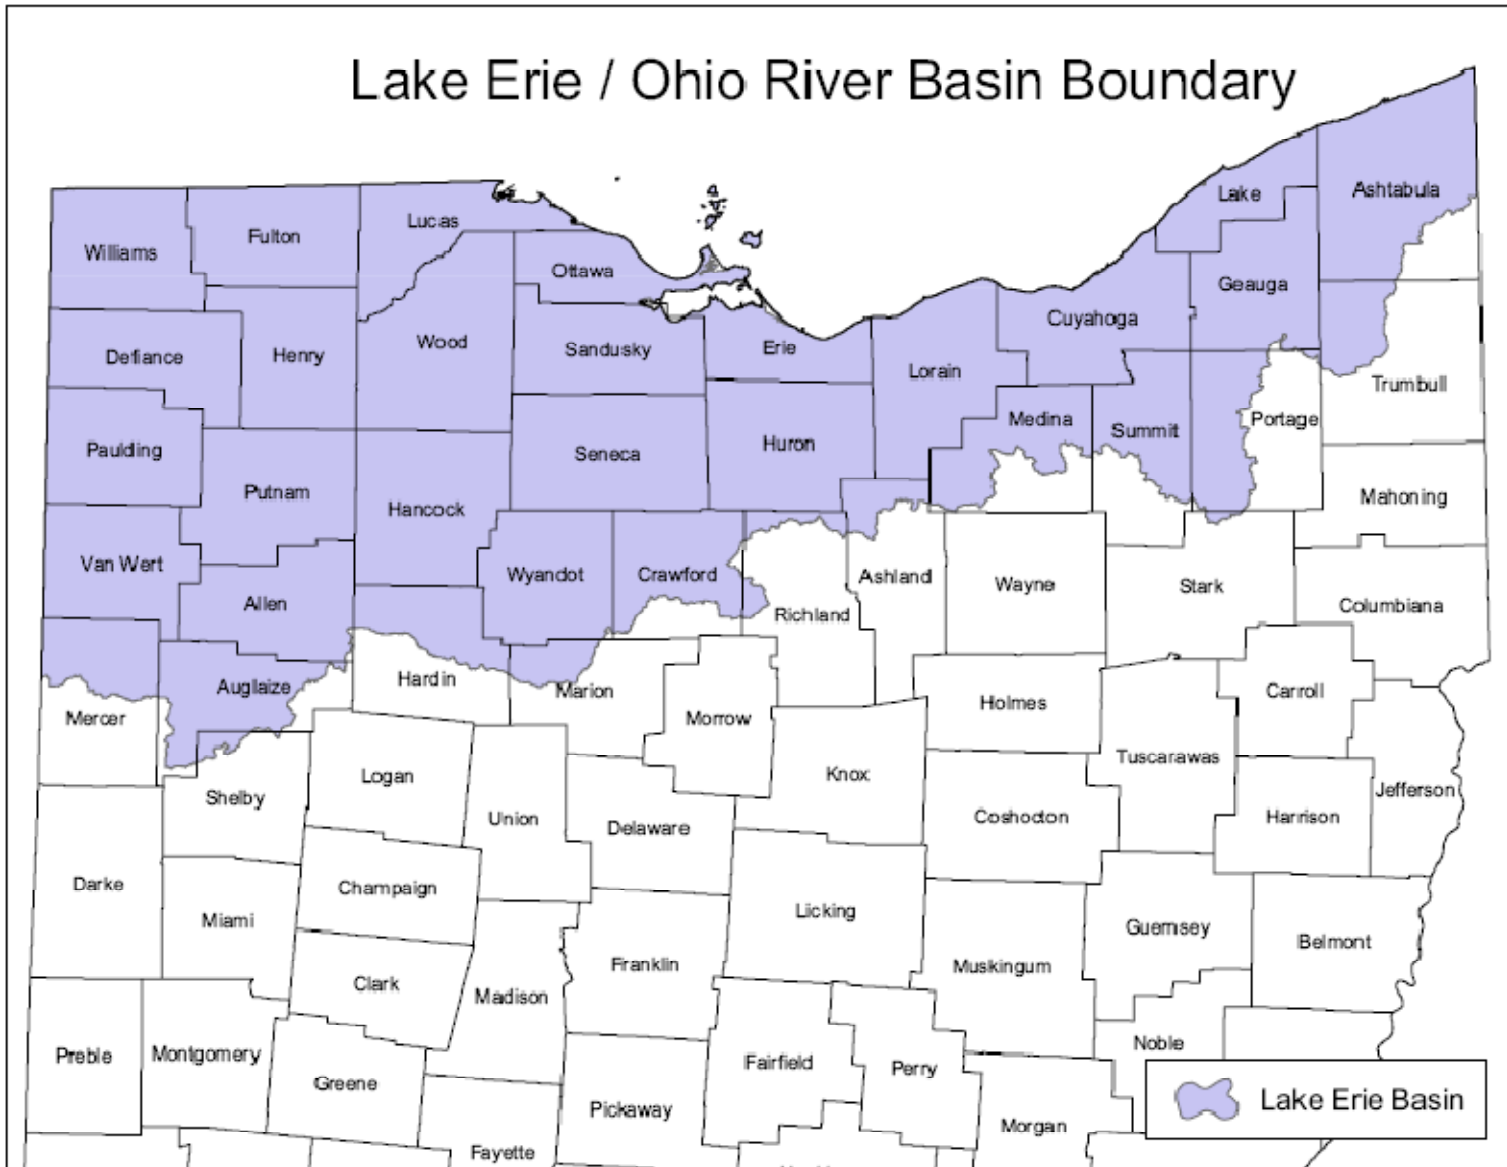 Lake Erie / Ohio River Basin Boundary
Lake
Ashtabula
Lucas
Fulton
Williams
Ottawa
Geauga
Cuyahoga
Wood
Erie
Sandusky
Henry
Defiance
Lorain
Trumbull
Medina
Portage
Summit
Huron
Seneca
Paulding
Putnam
Hancock
Mahoning
Van Wert
Wyandot
Crawford
Ashland
Wayne
Stark
Allen
Richland
Columbiana
Hardin
Auglaize
Marion
Carroll
Holmes
Mercer
Morrow
Tuscarawas
Logan
Knox
Jefferson
Shelby
Union
Delaware
Coshocton
Harrison
Darke
Champaign
Licking
Miami
Guernsey
Belmont
Franklin
Muskingum
Clark
Madison
Noble
Preble
Montgomery
Fairfield
Perry
Greene
Lake Erie Basin
Pickaway
Morgan
Fayette